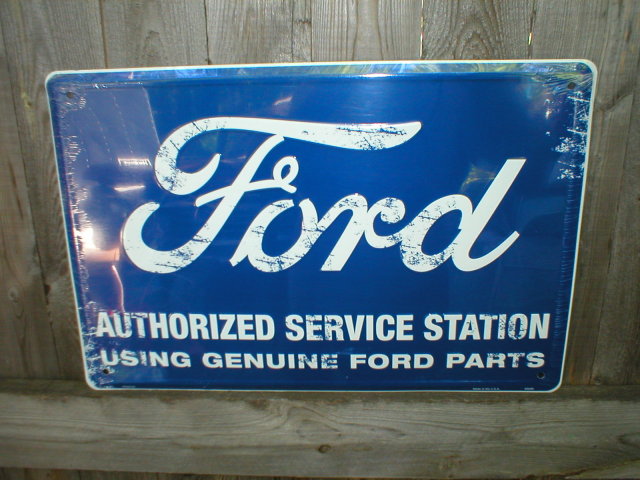 Ford
AUTHORIZED SERVICE STATION
USING GENUINE FORD PARTS